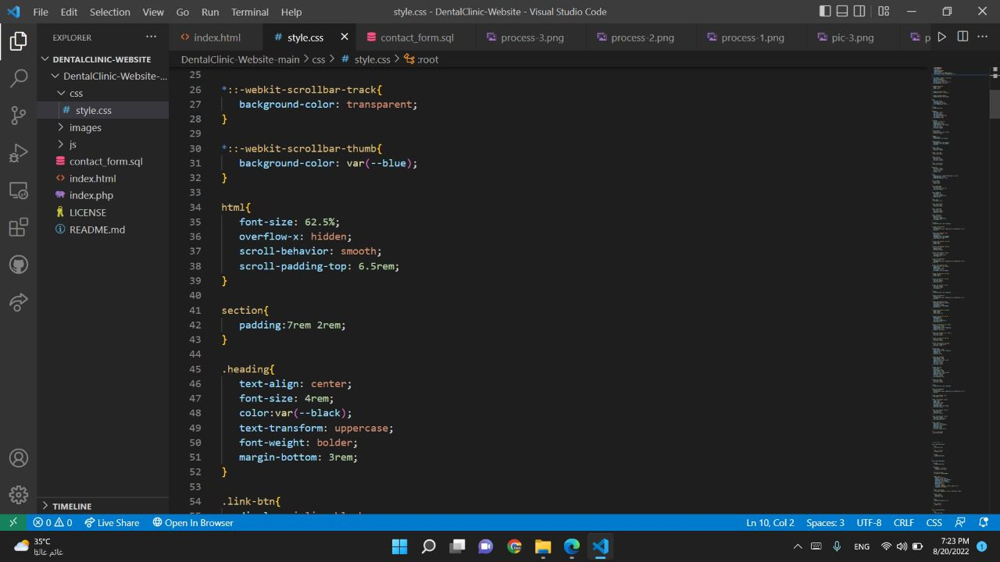 File Edit Selection View Go Run Terminal Help
style.css - DentalClinic-Website - Visual Studio Code
EXPLORER
index.html
style.css
contact_form.sql
process-3.png
process-2.png
process-1.png
pic-3.png
p
DENTALCLINIC-WEBSITE
DentalClinic-Website-...
css
style.css
images
js
contact_form.sql
index.html
index.php
LICENSE
README.md
TIMELINE
DentalClinic-Website-main > css > # style.css > :root
25
26 *::-webkit-scrollbar-track{
27 background-color: transparent;
28 }
29
30 *::-webkit-scrollbar-thumb{
31 background-color: var(--blue);
32 }
33
34 html{
35 font-size: 62.5%;
36 overflow-x: hidden;
37 scroll-behavior: smooth;
38 scroll-padding-top: 6.5rem;
39 }
40
41 section{
42 padding:7rem 2rem;
43 }
44
45 .heading{
46 text-align: center;
47 font-size: 4rem;
48 color:var(--black);
49 text-transform: uppercase;
50 font-weight: bolder;
51 margin-bottom: 3rem;
52 }
53
54 .link-btn{
0 0 Live Share Open In Browser
Ln 10, Col 2 Spaces: 3 UTF-8 CRLF CSS
35°C
غائم غالبًا
ENG
7:23 PM
8/20/2022
1